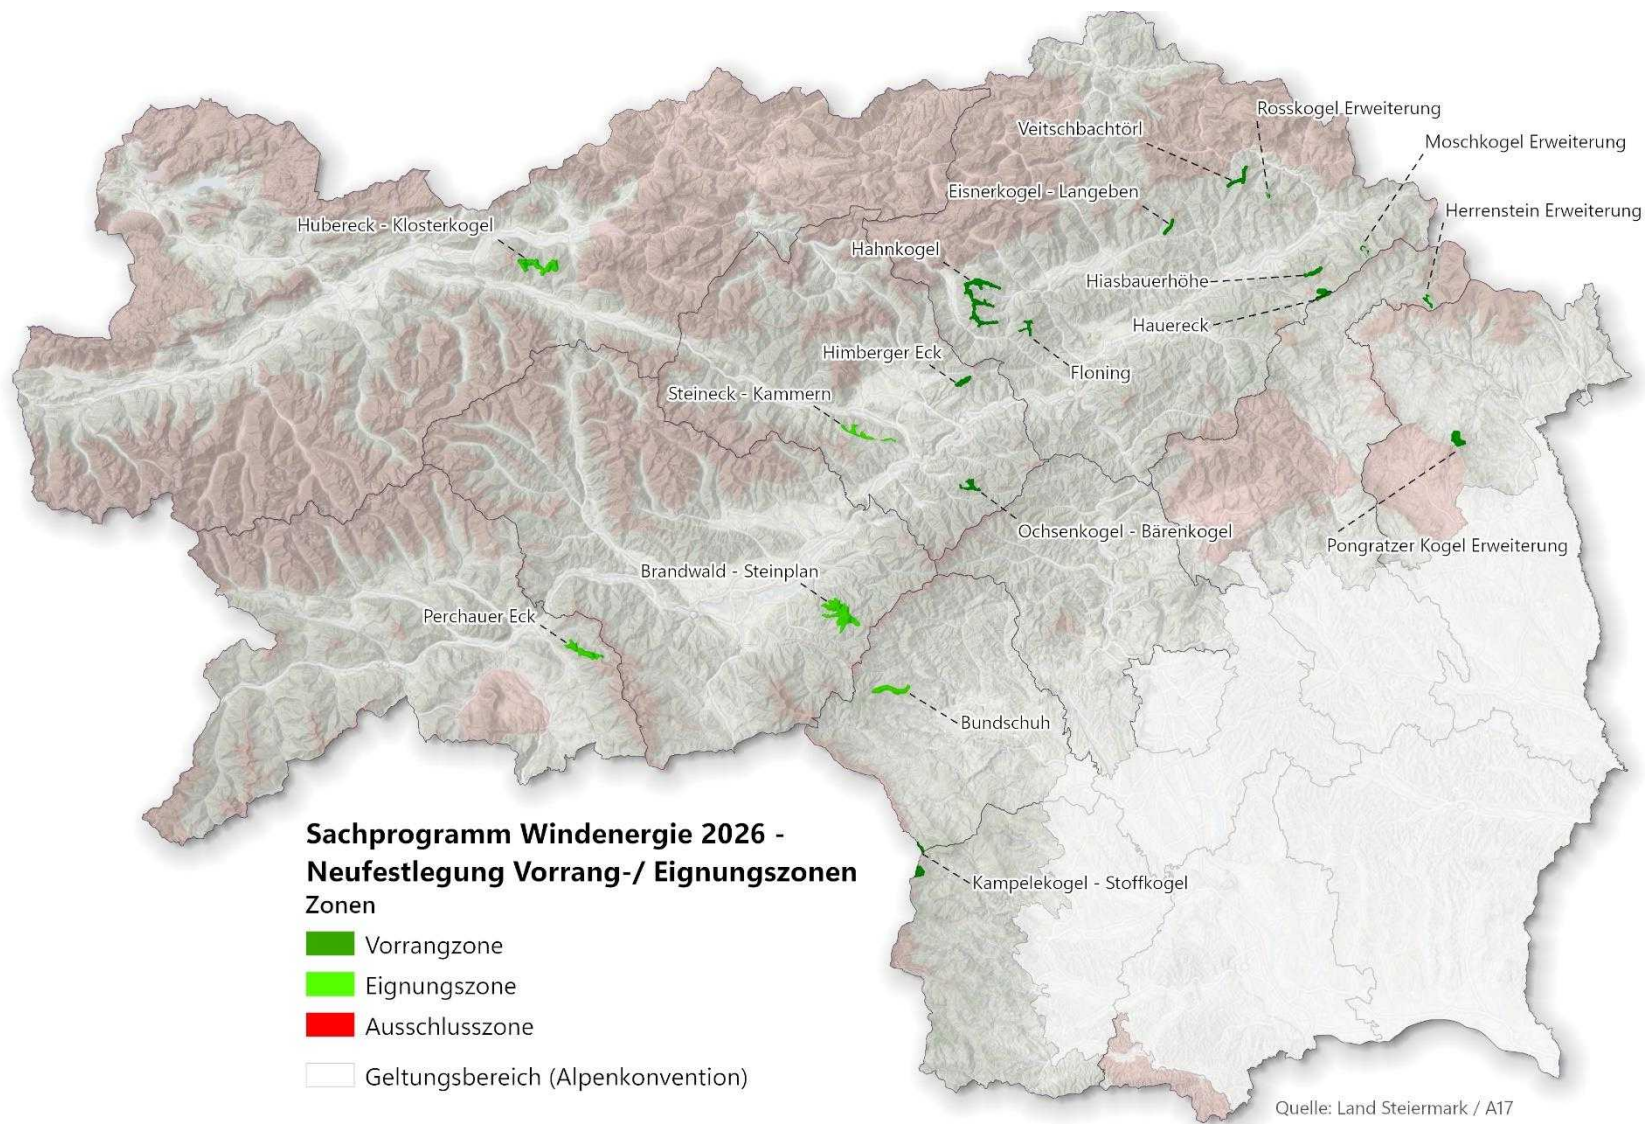 Rosskogel Erweiterung
Veitschbachtörl
Moschkogel Erweiterung
Eisnerkogel - Langeben
Herrenstein Erweiterung
Hubereck - Klosterkogel
Hahnkogel
Hiasbauerhöhe
Hauereck
Himberger Eck
Floning
Steineck - Kammern
Ochsenkogel - Bärenkogel
Pongratzer Kogel Erweiterung
Brandwald - Steinplan
Perchauer Eck
Bundschuh
Kampelekogel - Stoffkogel
Sachprogramm Windenergie 2026 -
Neufestlegung Vorrang-/ Eignungszonen
Zonen
Vorrangzone
Eignungszone
Ausschlusszone
Geltungsbereich (Alpenkonvention)
Quelle: Land Steiermark / A17